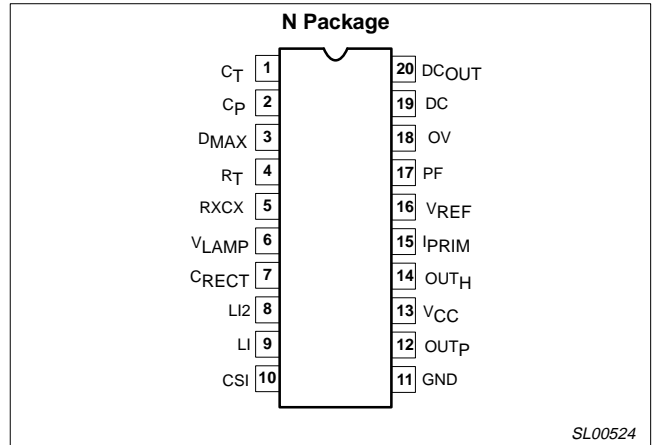 N Package
CT 1 20 DCOUT
CP 2 19 DC
DMAX 3 18 OV
RT 4 17 PF
RXCX 5 16 VREF
VLAMP 6 15 IPRIM
CRECT 7 14 OUTH
LI2 8 13 VCC
LI 9 12 OUTP
CSI 10 11 GND
SL00524